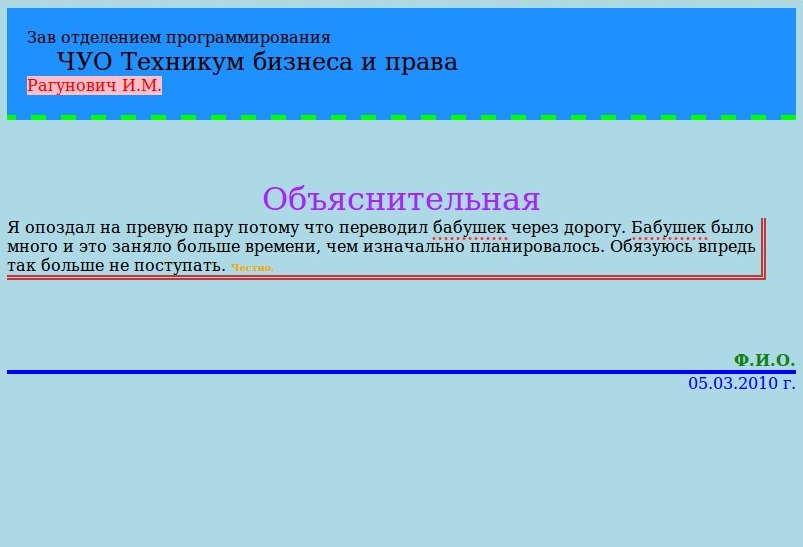 Зав отделением программирования
ЧУО Техникум бизнеса и права
Рагунович И.М.
Объяснительная
Я опоздал на превую пару потому что переводил бабушек через дорогу. Бабушек было
много и это заняло больше времени, чем изначально планировалось. Обязуюсь впредь
так больше не поступать. Честно.
Ф.И.О.
05.03.2010 г.